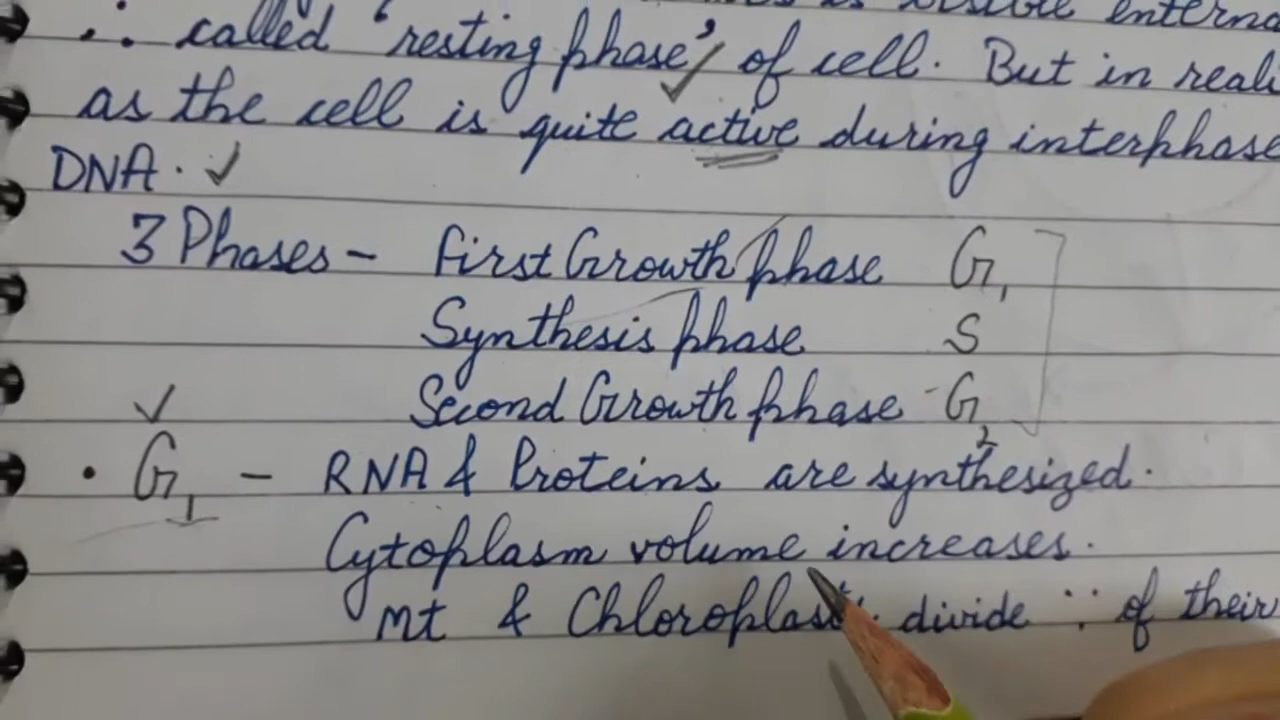 ∴ called 'resting phase' of cell. But in reali
as the cell is quite active during interphase
DNA.
3 Phases - First Growth phase G1
Synthesis phase S
Second Growth phase - G2
• G1 - RNA & Proteins are synthesized.
Cytoplasm volume increases.
Mt & Chloroplasts divide ∵ of their